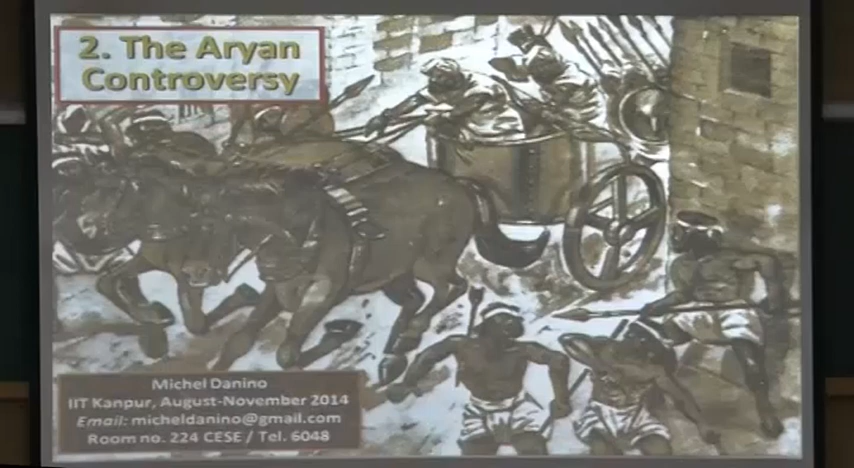 2. The Aryan
Controversy
Michel Danino
IIT Kanpur, August-November 2014
Email: micheldanino@gmail.com
Room no. 224 CESE / Tel. 6048